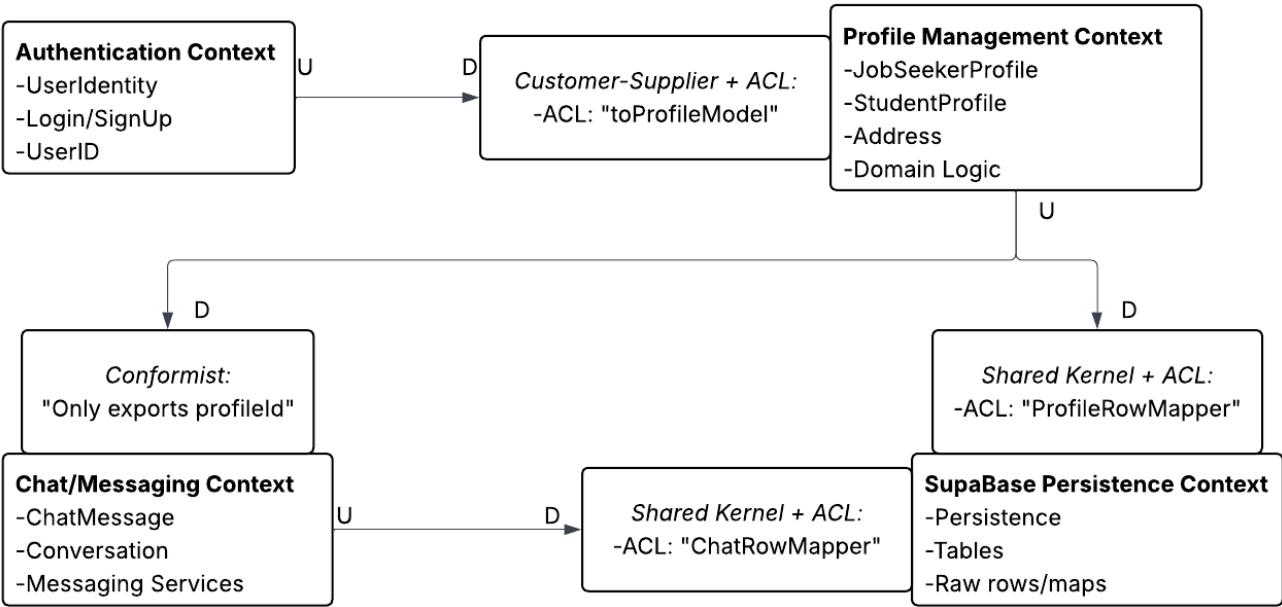 Authentication Context
-UserIdentity
-Login/SignUp
-UserID
U
D
Customer-Supplier + ACL:
-ACL: "toProfileModel"
Profile Management Context
-JobSeekerProfile
-StudentProfile
-Address
-Domain Logic
U
D
D
Conformist:
"Only exports profileId"
Shared Kernel + ACL:
-ACL: "ProfileRowMapper"
Chat/Messaging Context
-ChatMessage
-Conversation
-Messaging Services
U
D
Shared Kernel + ACL:
-ACL: "ChatRowMapper"
SupaBase Persistence Context
-Persistence
-Tables
-Raw rows/maps